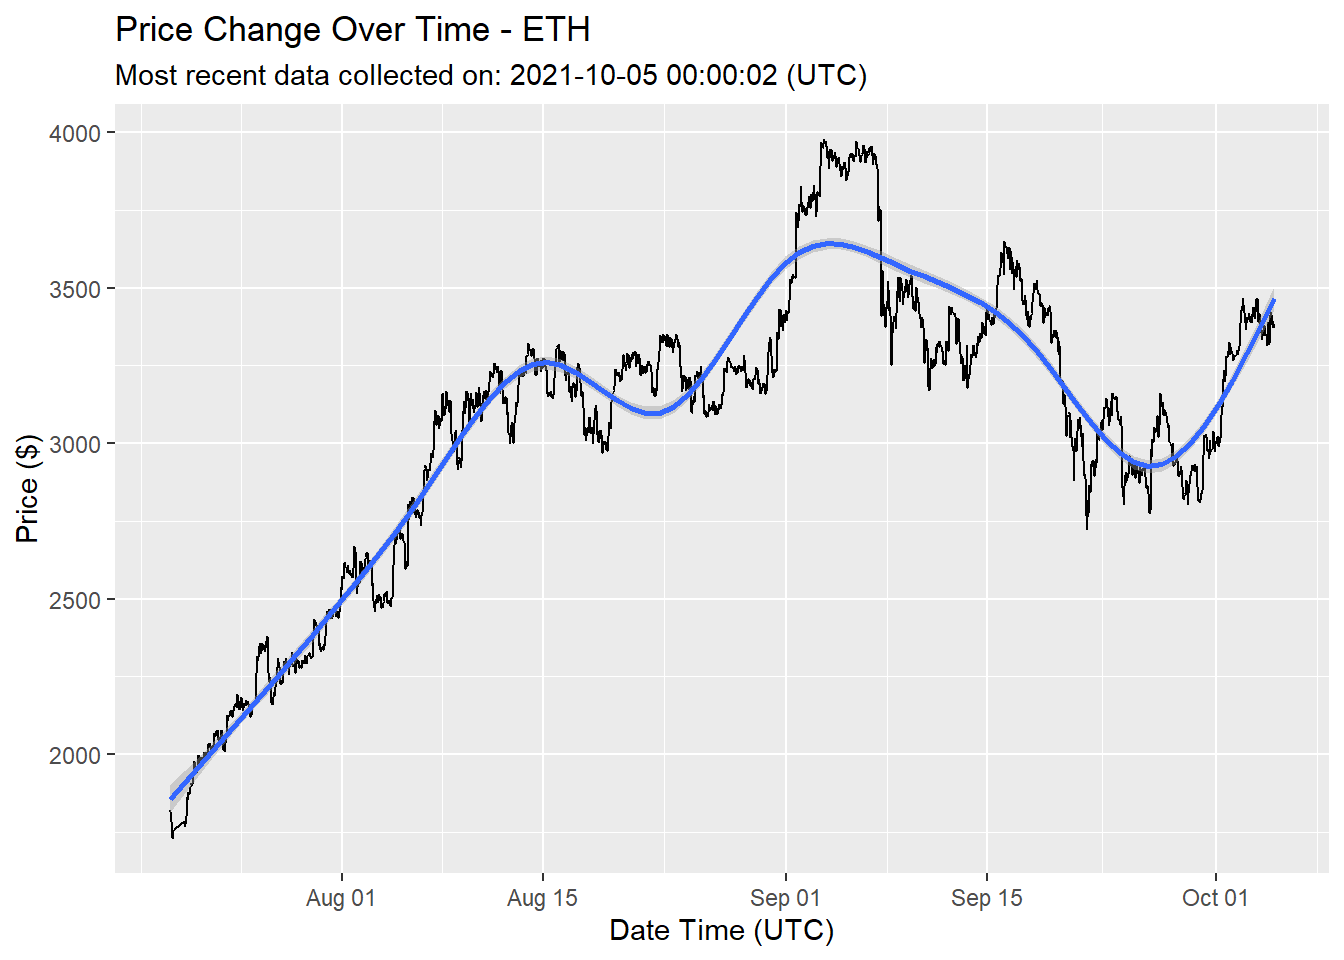 Price Change Over Time - ETH
Most recent data collected on: 2021-10-05 00:00:02 (UTC)
4000
3500
3000
2500
2000
Price ($)
Aug 01
Aug 15
Sep 01
Sep 15
Oct 01
Date Time (UTC)